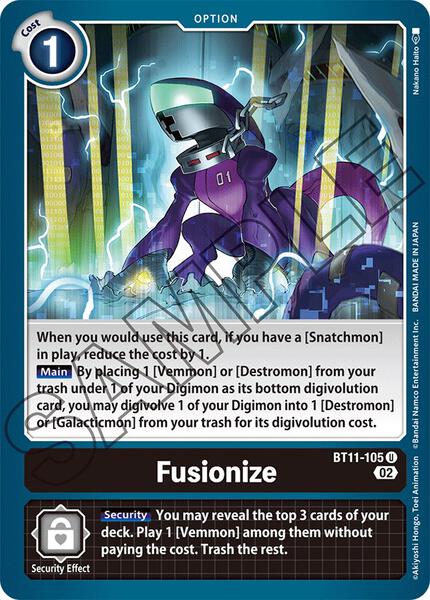 OPTION
Cost
1
01
Nakano Haito
BANDAI MADE IN JAPAN
©Akiyoshi Hongo, Toei Animation ©Bandai Namco Entertainment Inc.
SAMPLE
When you would use this card, if you have a [Snatchmon]
in play, reduce the cost by 1.
Main By placing 1 [Vemmon] or [Destromon] from your
trash under 1 of your Digimon as its bottom digivolution
card, you may digivolve 1 of your Digimon into 1 [Destromon]
or [Galacticmon] from your trash for its digivolution cost.
BT11-105 U
Fusionize
02
Security You may reveal the top 3 cards of your
deck. Play 1 [Vemmon] among them without
paying the cost. Trash the rest.
Security Effect